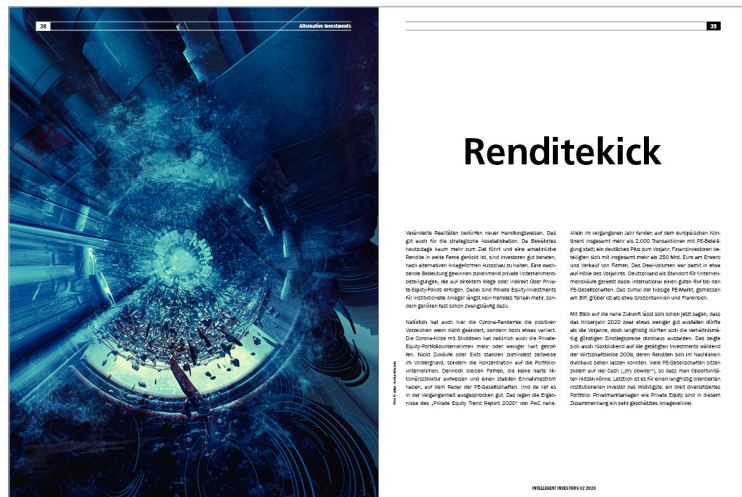 38
Alternative Investments
39
Renditekick
Veränderte Realitäten bedürfen neuer Handlungsweisen. Das
gilt auch für die strategische Assetallokation. Da Bewährtes
heutzutage kaum mehr zum Ziel führt und eine ansehnliche
Rendite in weite Ferne gerückt ist, sind Investoren gut beraten,
nach alternativen Anlageformen Ausschau zu halten. Eine wach-
sende Bedeutung gewinnen zunehmend private Unternehmens-
beteiligungen, die auf direktem Wege oder indirekt über Priva-
te-Equity-Fonds erfolgen. Dabei sind Private Equity-Investments
für institutionelle Anleger längst kein fremdes Terrain mehr, son-
dern gehören fast schon zwangsläufig dazu.
Natürlich hat auch hier die Corona-Pandemie die positiven
Vorzeichen wenn nicht geändert, sondern doch etwas variiert.
Die Corona-Krise mit Shutdown hat natürlich auch die Private-
Equity-Portfoliounternehmen mehr oder weniger hart getrof-
fen. Nicht Zukäufe oder Exits standen zumindest zeitweise
im Vordergrund, sondern die Konzentration auf die Portfolio-
unternehmen. Dennoch bleiben Firmen, die keine harte Ak-
tionärsstruktur aufweisen und einen stabilen Einnahmestrom
haben, auf dem Radar der PE-Gesellschaften. Und da lief es
in der Vergangenheit ausgesprochen gut. Das legen die Ergeb-
nisse des „Private Equity Trend Report 2020“ von PwC nahe.
Allein im vergangenen Jahr fanden auf dem europäischen Kon-
tinent insgesamt mehr als 2.000 Transaktionen mit PE-Beteili-
gung statt; ein deutliches Plus zum Vorjahr. Finanzinvestoren be-
teiligten sich mit insgesamt mehr als 250 Mrd. Euro am Erwerb
und Verkauf von Firmen. Das Deal-Volumen war damit in etwa
auf Höhe des Vorjahres. Deutschland als Standort für Unterneh-
menskäufe genießt dabei international einen guten Ruf bei den
PE-Gesellschaften. Das zumal der hiesige PE-Markt, gemessen
am BIP, größer ist als etwa Großbritannien und Frankreich.
Mit Blick auf die nahe Zukunft lässt sich schon jetzt sagen, dass
das Krisenjahr 2020 zwar etwas weniger gut ausfallen dürfte
als die Vorjahre, doch langfristig dürften sich die verhältnismä-
ßig günstigen Einstiegspreise durchaus auszahlen. Das zeigte
sich auch rückblickend auf die getätigten Investments während
der Wirtschaftskrise 2008, deren Renditen sich im Nachhinein
durchaus sehen lassen konnten. Viele PE-Gesellschaften sitzen
zudem auf viel Cash („dry powder“), so dass man Opportunitä-
ten nutzen könne. Letztlich ist es für einen langfristig orientierten
institutionellen Investor das Wichtigste, ein breit diversifiziertes
Portfolio. Privatmarktanlagen wie Private Equity sind in diesem
Zusammenhang ein sehr geschätztes Anlagevehikel.
INTELLIGENT INVESTORS 02 2020